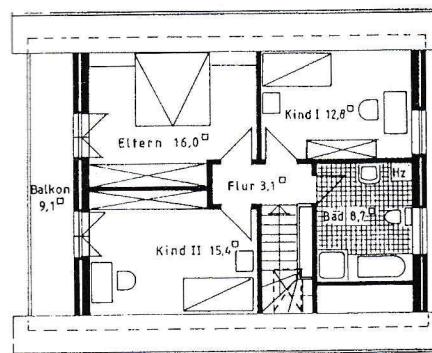 Eltern 16,0□
Kind I 12,8□
Balkon
9,1□
Flur 3,1□
Hz
Bad 8,7□
Kind II 15,4□